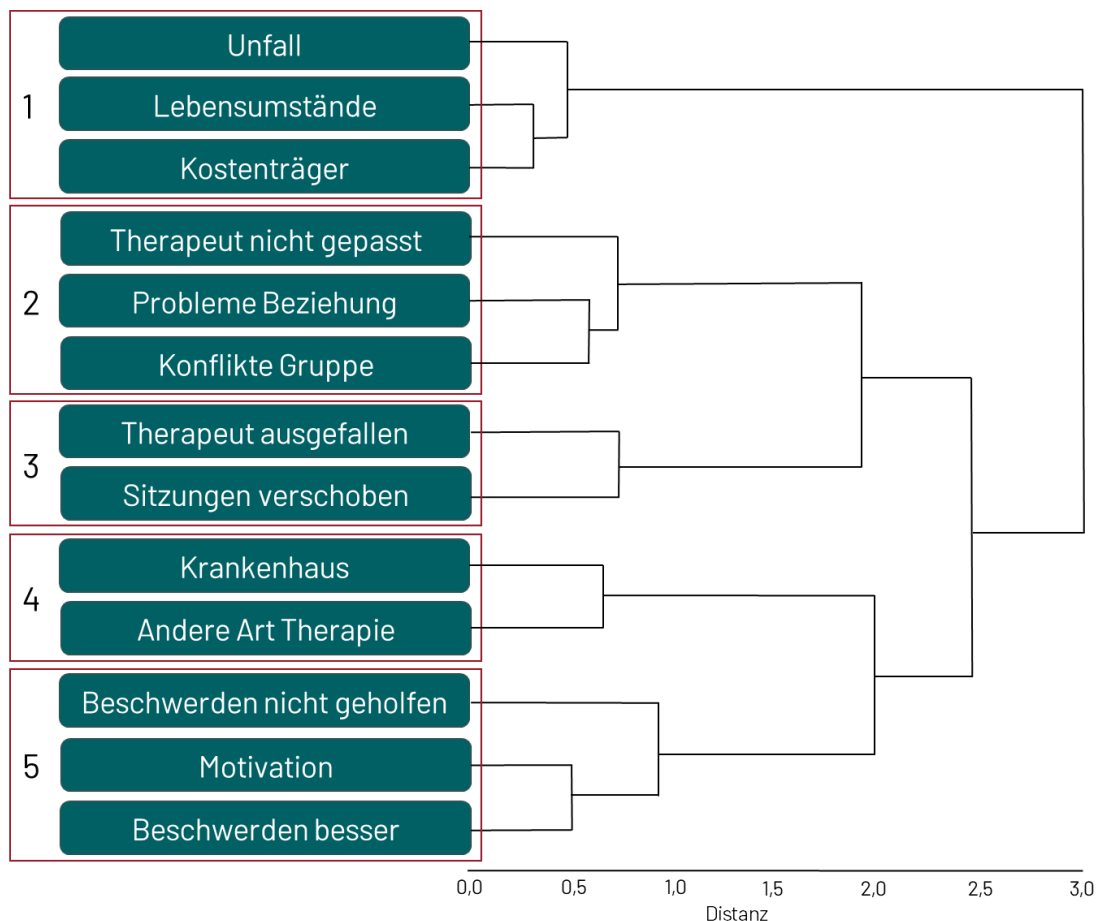 1
Unfall
Lebensumstände
Kostenträger
2
Therapeut nicht gepasst
Probleme Beziehung
Konflikte Gruppe
3
Therapeut ausgefallen
Sitzungen verschoben
4
Krankenhaus
Andere Art Therapie
5
Beschwerden nicht geholfen
Motivation
Beschwerden besser
0,0 0,5 1,0 1,5 2,0 2,5 3,0
Distanz